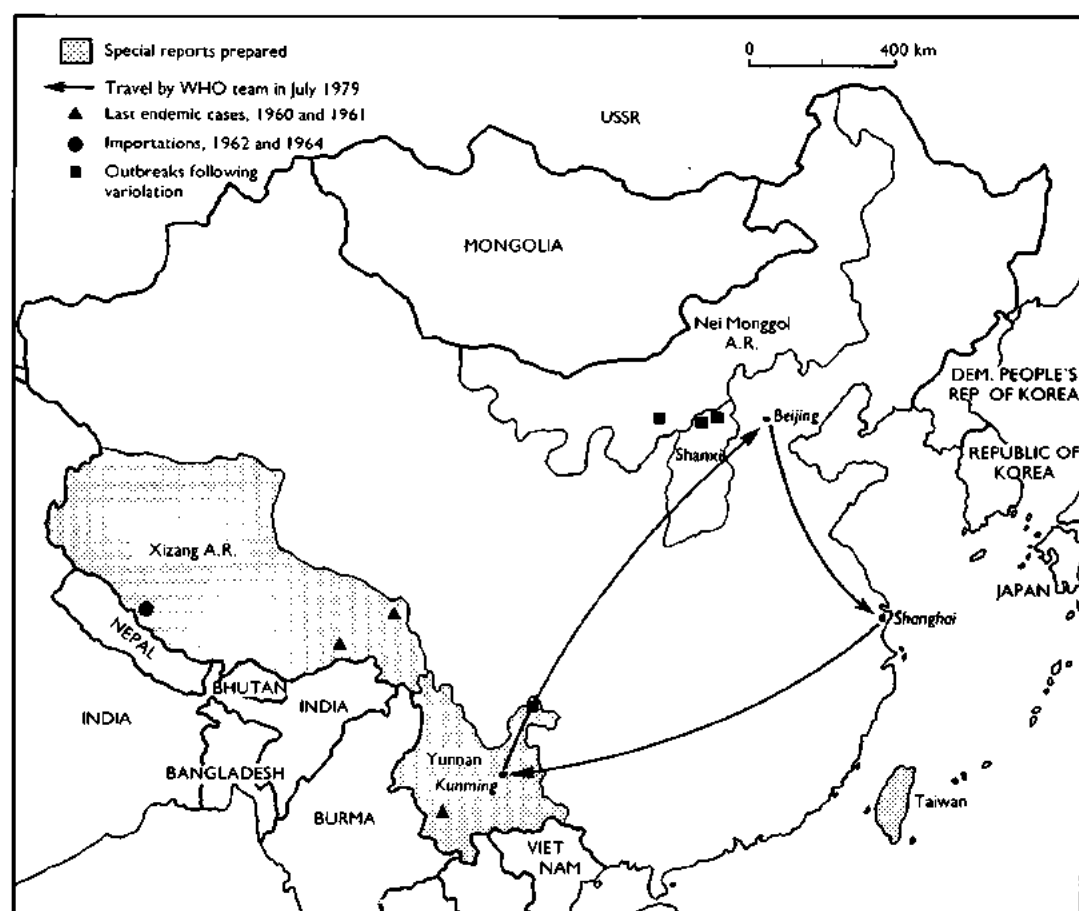 Special reports prepared
Travel by WHO team in July 1979
Last endemic cases, 1960 and 1961
Importations, 1962 and 1964
Outbreaks following
variolation
0 400 km
USSR
MONGOLIA
Nei Monggol
A.R.
DEM. PEOPLE'S
REP OF KOREA
Beijing
Shanxi
REPUBLIC OF
KOREA
Xizang A.R.
JAPAN
Shanghai
NEPAL
BHUTAN
INDIA
INDIA
Yunnan
BANGLADESH
Kunming
Taiwan
BURMA
VIET
NAM